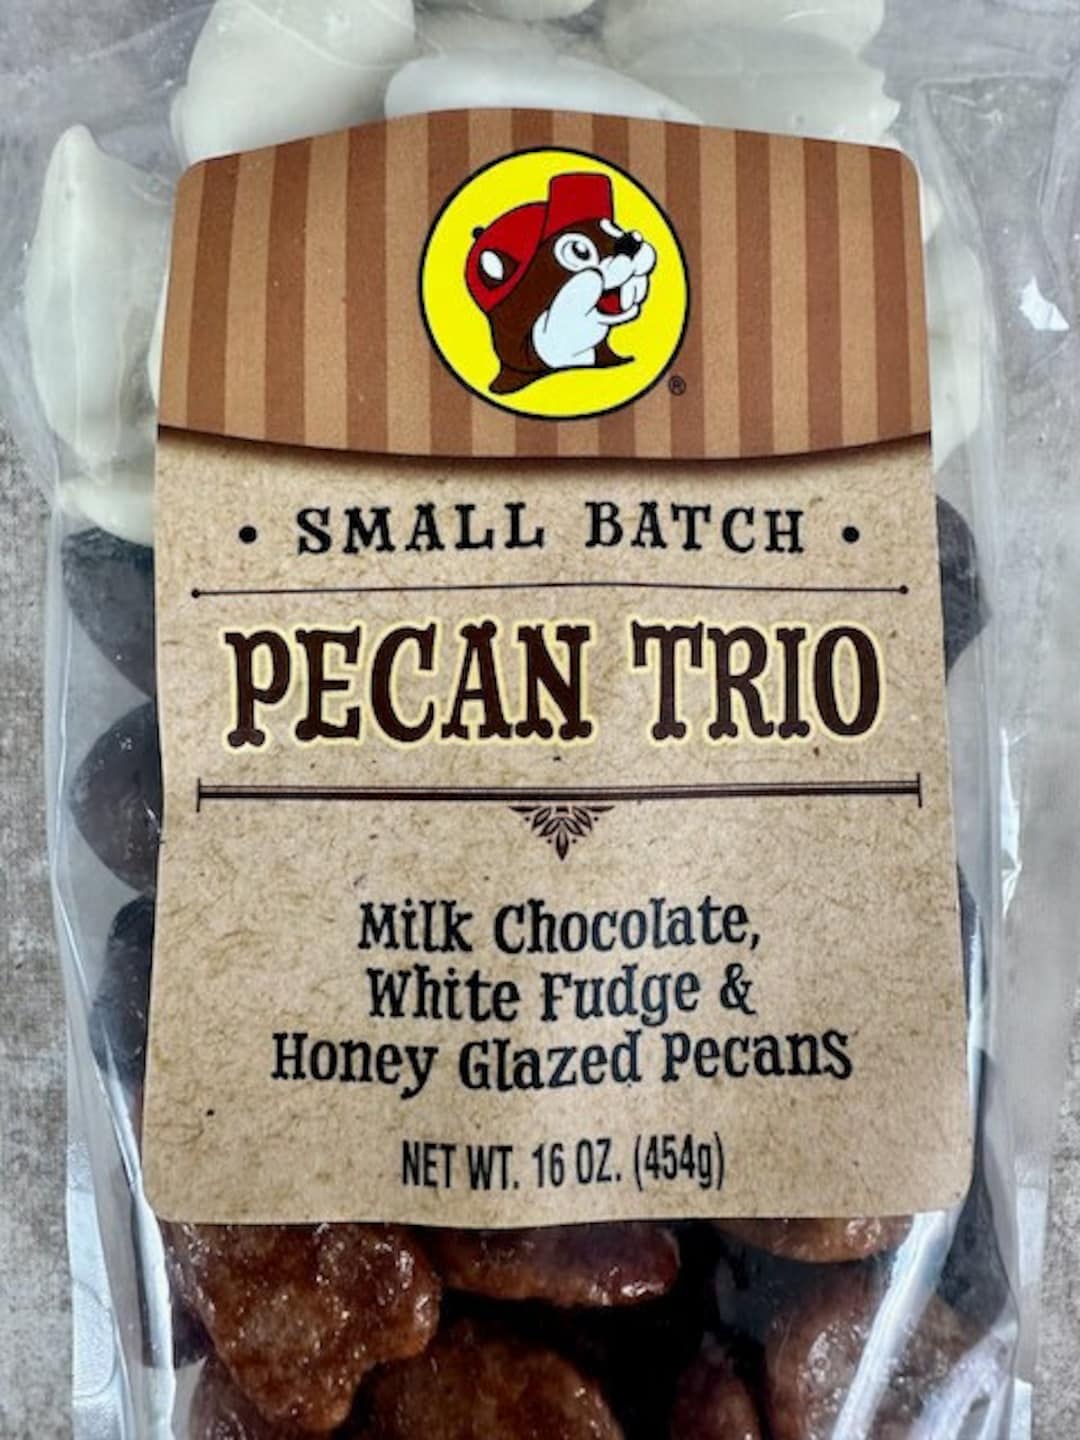 ®
• SMALL BATCH •
PECAN TRIO
Milk Chocolate,
White Fudge &
Honey Glazed Pecans
NET WT. 16 OZ. (454g)